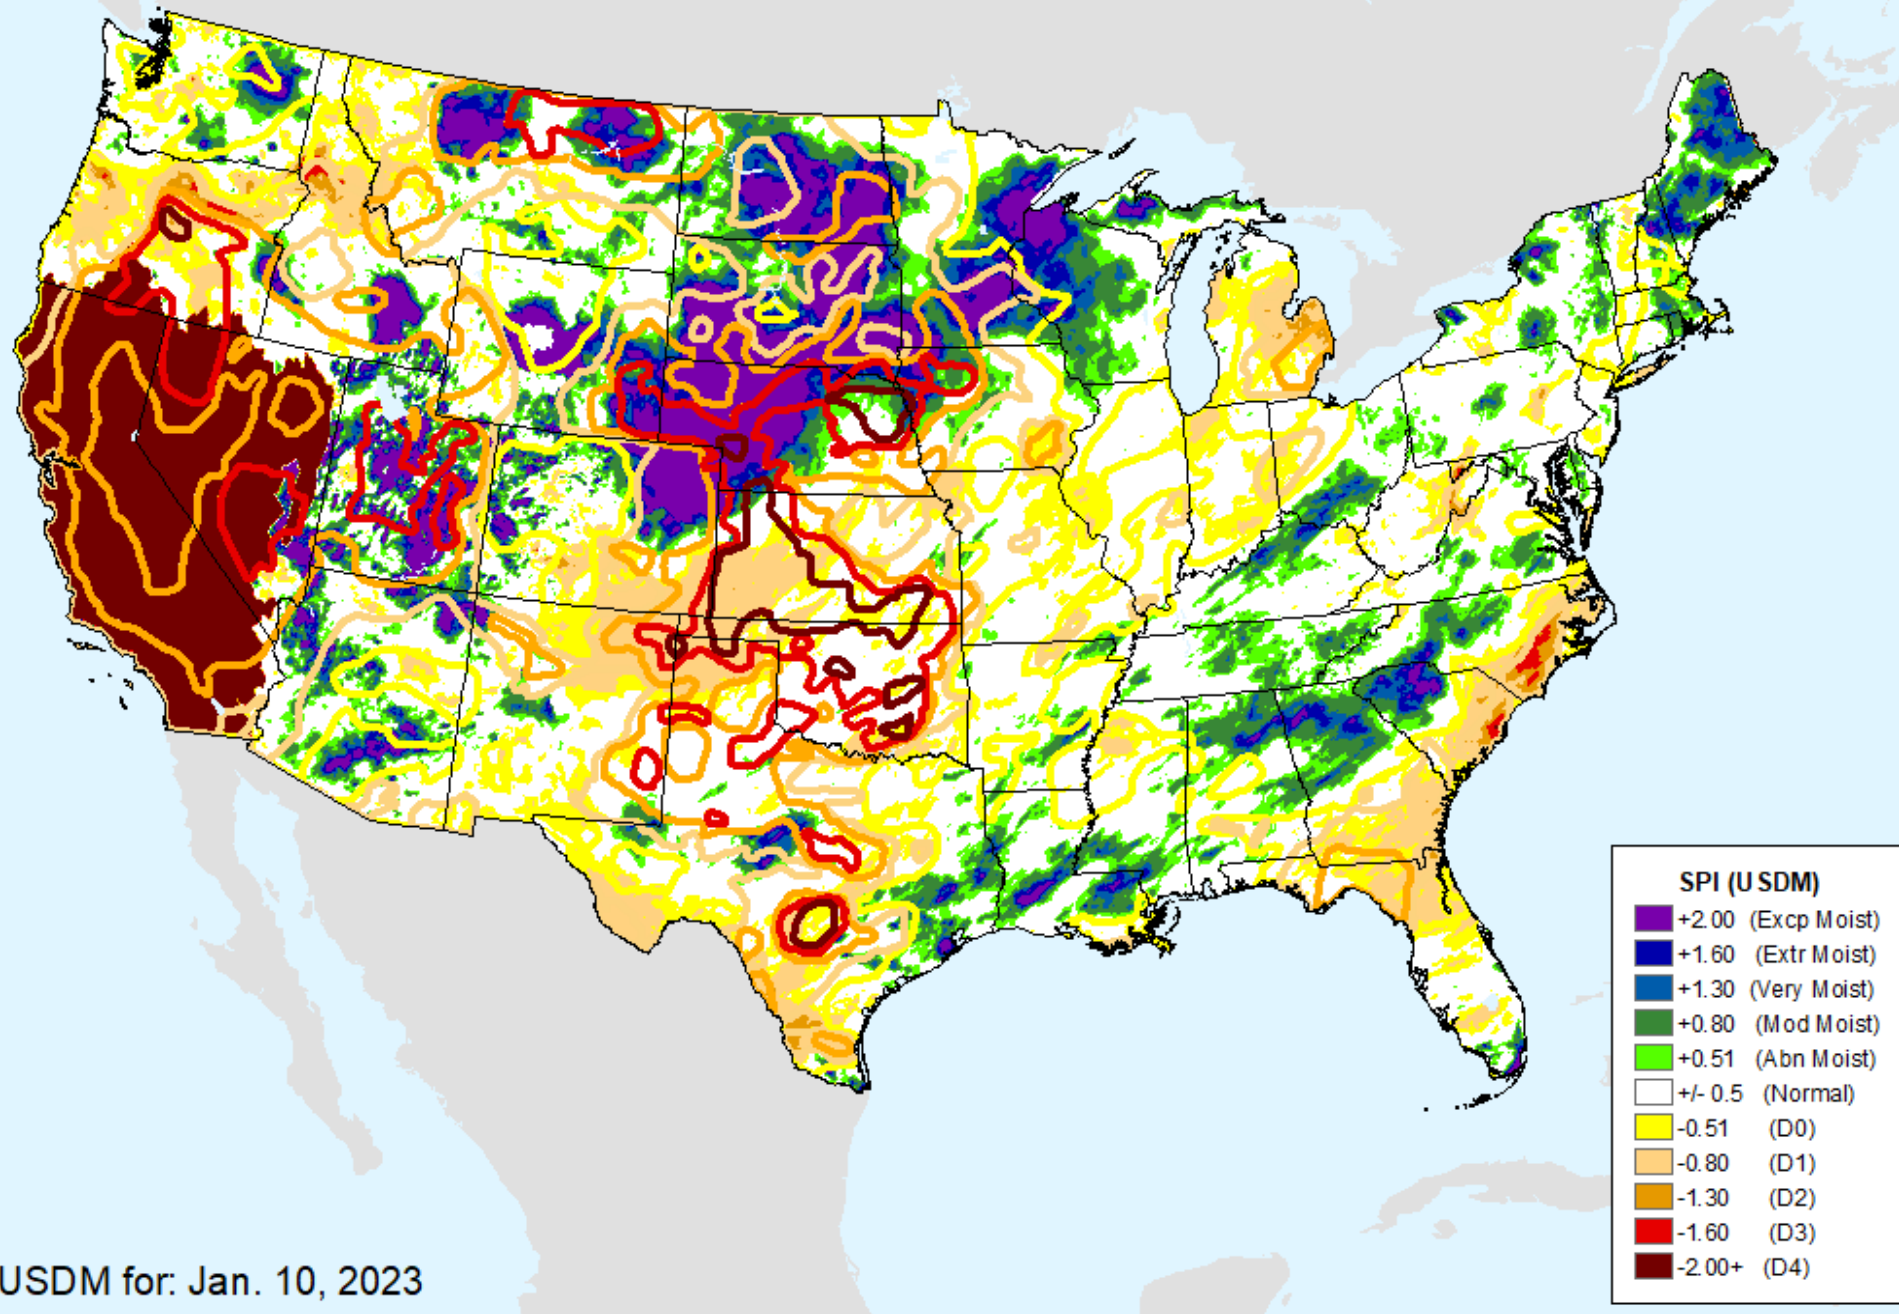 SPI (USDM)
+2.00 (Excp Moist)
+1.60 (Extr Moist)
+1.30 (Very Moist)
+0.80 (Mod Moist)
+0.51 (Abn Moist)
+/- 0.5 (Normal)
-0.51 (D0)
-0.80 (D1)
-1.30 (D2)
-1.60 (D3)
-2.00+ (D4)
USDM for: Jan. 10, 2023